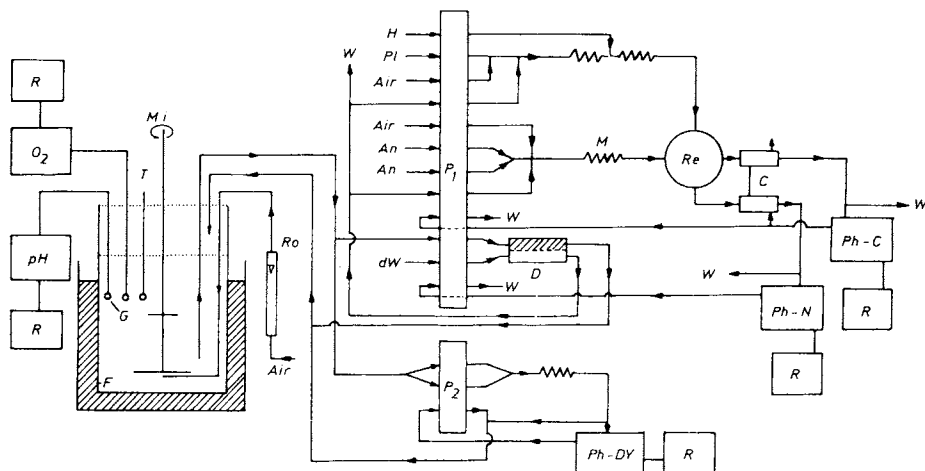 H
W
Pl
R
Air
Mi
Air
An
M
O2
T
P1
Re
An
C
W
W
pH
Ro
Ph-C
dW
D
W
W
G
Ph-N
R
R
Air
F
P2
R
Ph-DY
R